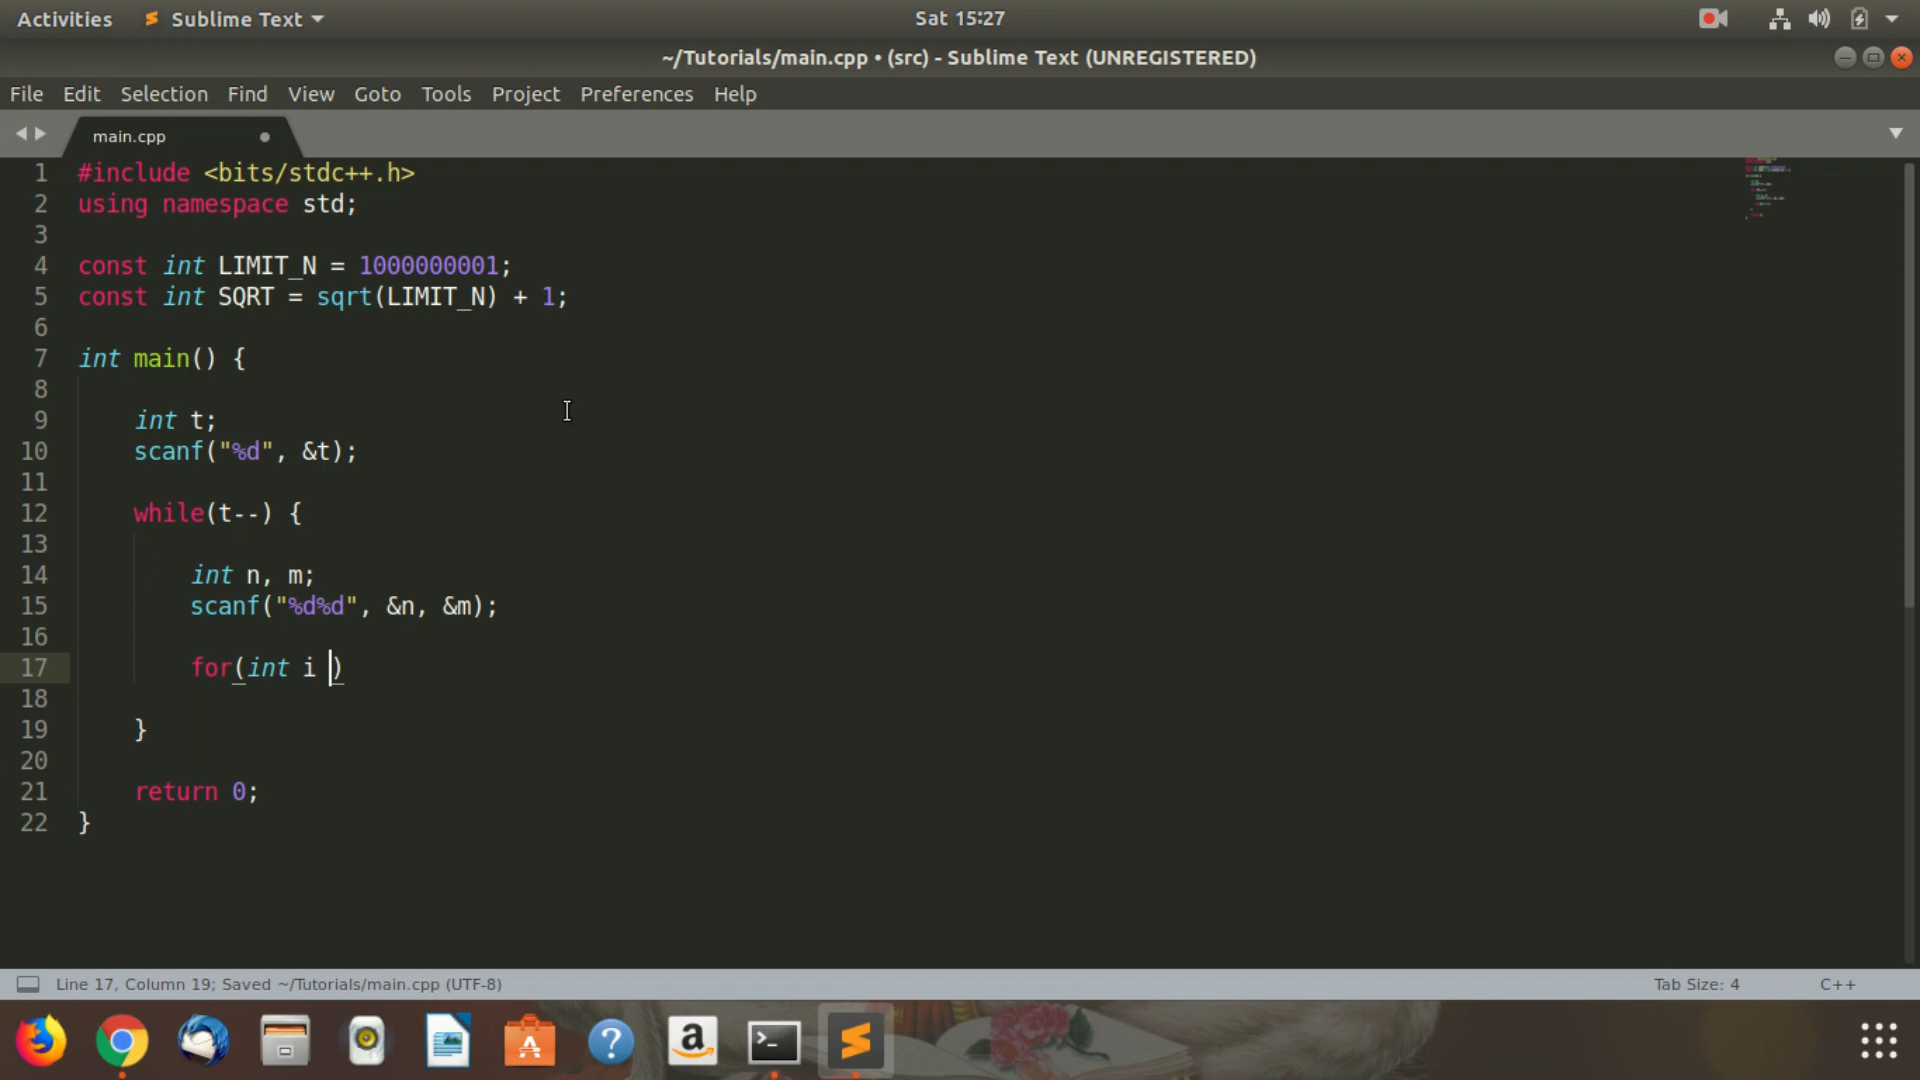 Activities Sublime Text Sat 15:27
~/Tutorials/main.cpp • (src) - Sublime Text (UNREGISTERED)
File Edit Selection Find View Goto Tools Project Preferences Help
main.cpp
1 #include <bits/stdc++.h>
2 using namespace std;
3
4 const int LIMIT_N = 1000000001;
5 const int SQRT = sqrt(LIMIT_N) + 1;
6
7 int main() {
8
9 int t;
10 scanf("%d", &t);
11
12 while(t--) {
13
14 int n, m;
15 scanf("%d%d", &n, &m);
16
17 for(int i )
18
19 }
20
21 return 0;
22 }
Line 17, Column 19; Saved ~/Tutorials/main.cpp (UTF-8) Tab Size: 4 C++